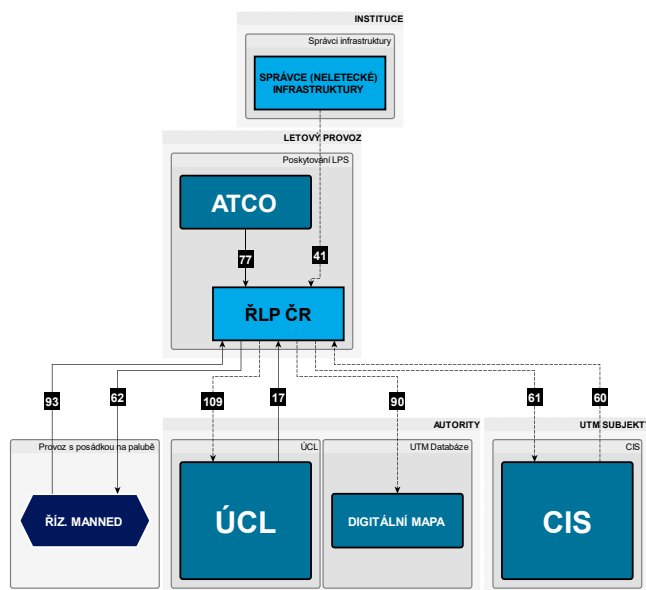 INSTITUCE
Správci infrastruktury
SPRÁVCE (NELETECKÉ)
INFRASTRUKTURY
LETOVÝ PROVOZ
Poskytování LPS
ATCO
77
41
ŘLP ČR
93
62
109
17
90
61
60
AUTORITY
UTM SUBJEKTY
Provoz s posádkou na palubě
ÚCL
UTM Databáze
CIS
ŘÍZ. MANNED
ÚCL
DIGITÁLNÍ MAPA
CIS